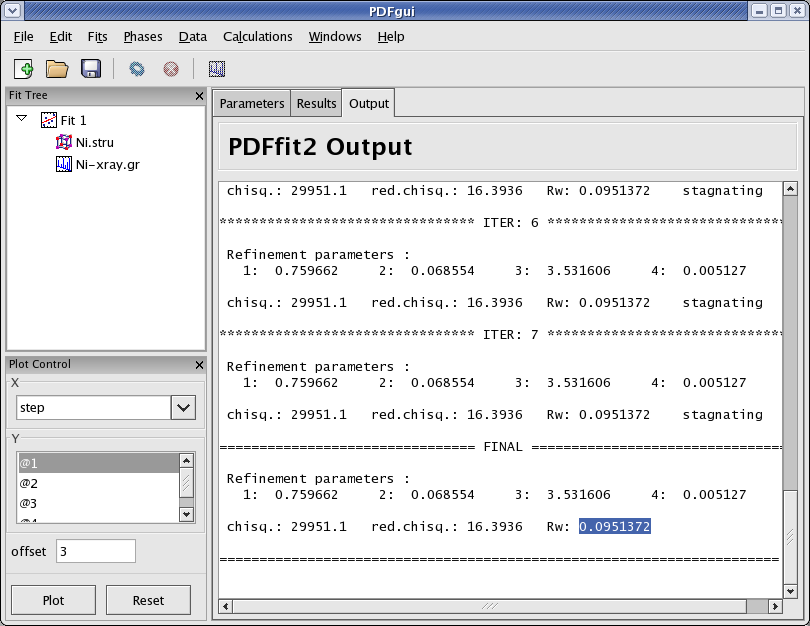 PDFgui
File Edit Fits Phases Data Calculations Windows Help
Fit Tree
Fit 1
Ni.stru
Ni-xray.gr
Plot Control
X
step
Y
@1
@2
@3
@4
offset 3
Plot Reset
Parameters Results Output
PDFfit2 Output
chisq.: 29951.1 red.chisq.: 16.3936 Rw: 0.0951372 stagnating
******************************** ITER: 6 ******************************
Refinement parameters :
1: 0.759662 2: 0.068554 3: 3.531606 4: 0.005127
chisq.: 29951.1 red.chisq.: 16.3936 Rw: 0.0951372 stagnating
******************************** ITER: 7 ******************************
Refinement parameters :
1: 0.759662 2: 0.068554 3: 3.531606 4: 0.005127
chisq.: 29951.1 red.chisq.: 16.3936 Rw: 0.0951372 stagnating
================================ FINAL ================================
Refinement parameters :
1: 0.759662 2: 0.068554 3: 3.531606 4: 0.005127
chisq.: 29951.1 red.chisq.: 16.3936 Rw: 0.0951372
======================================================================